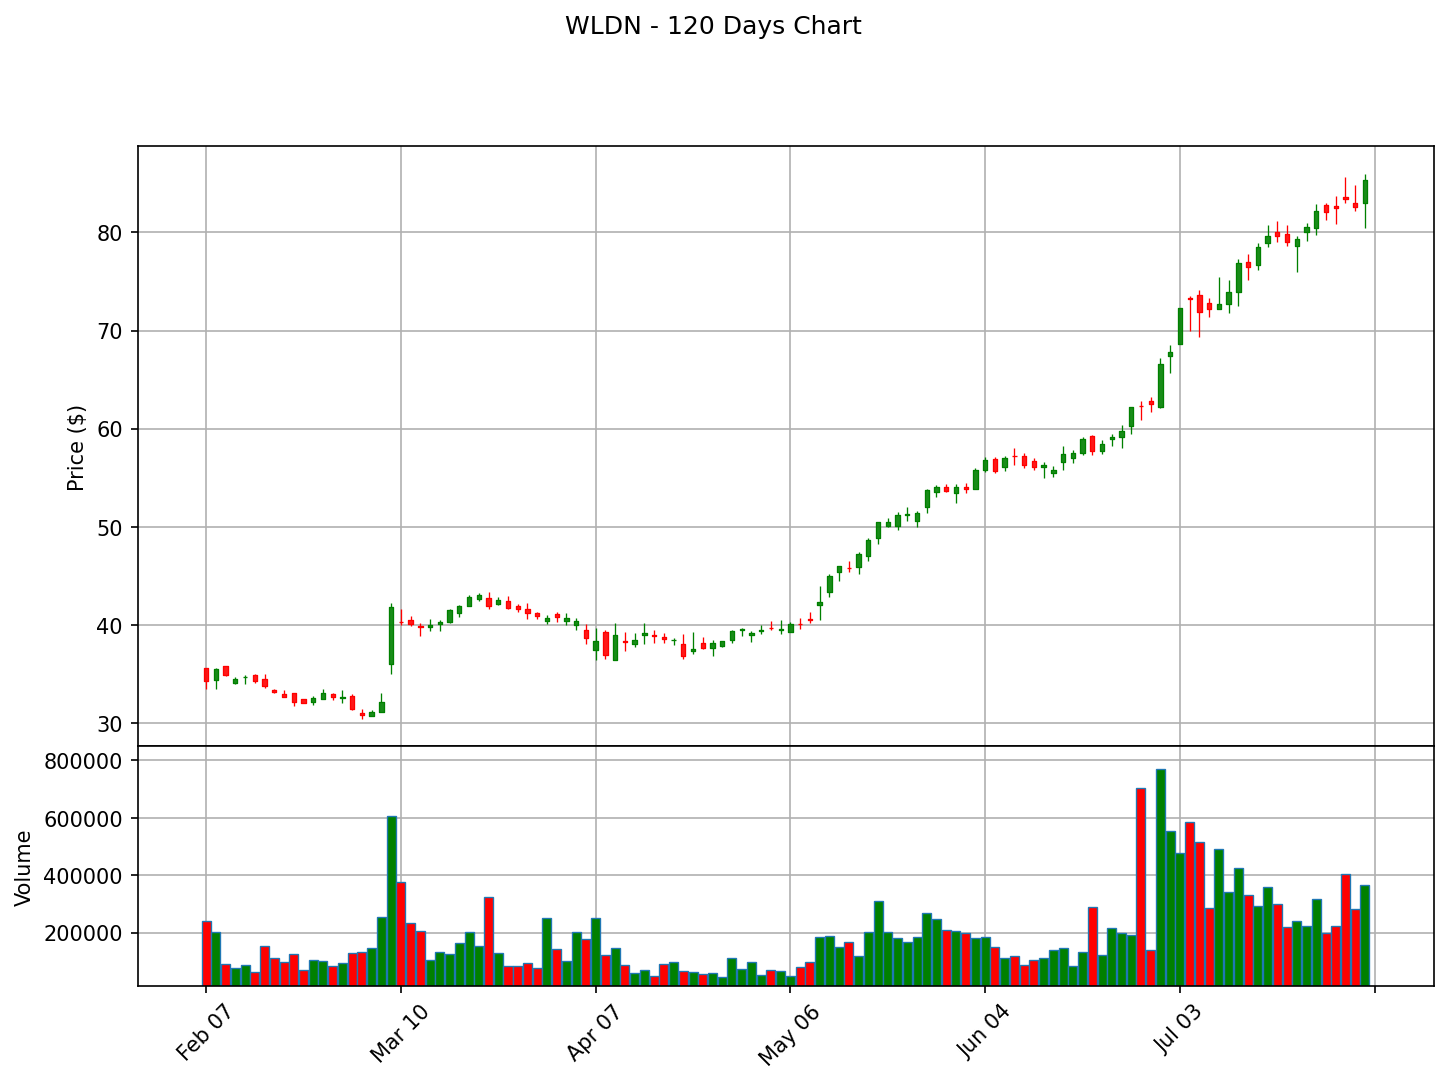 WLDN - 120 Days Chart
Price ($)
80
70
60
50
40
30
Volume
800000
600000
400000
200000
Feb 07
Mar 10
Apr 07
May 06
Jun 04
Jul 03